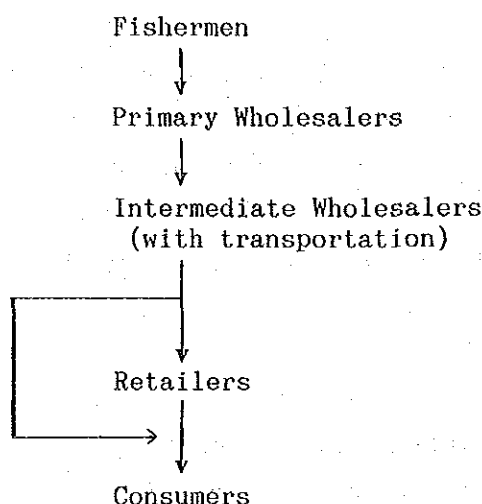 Fishermen
Primary Wholesalers
Intermediate Wholesalers
(with transportation)
Retailers
Consumers